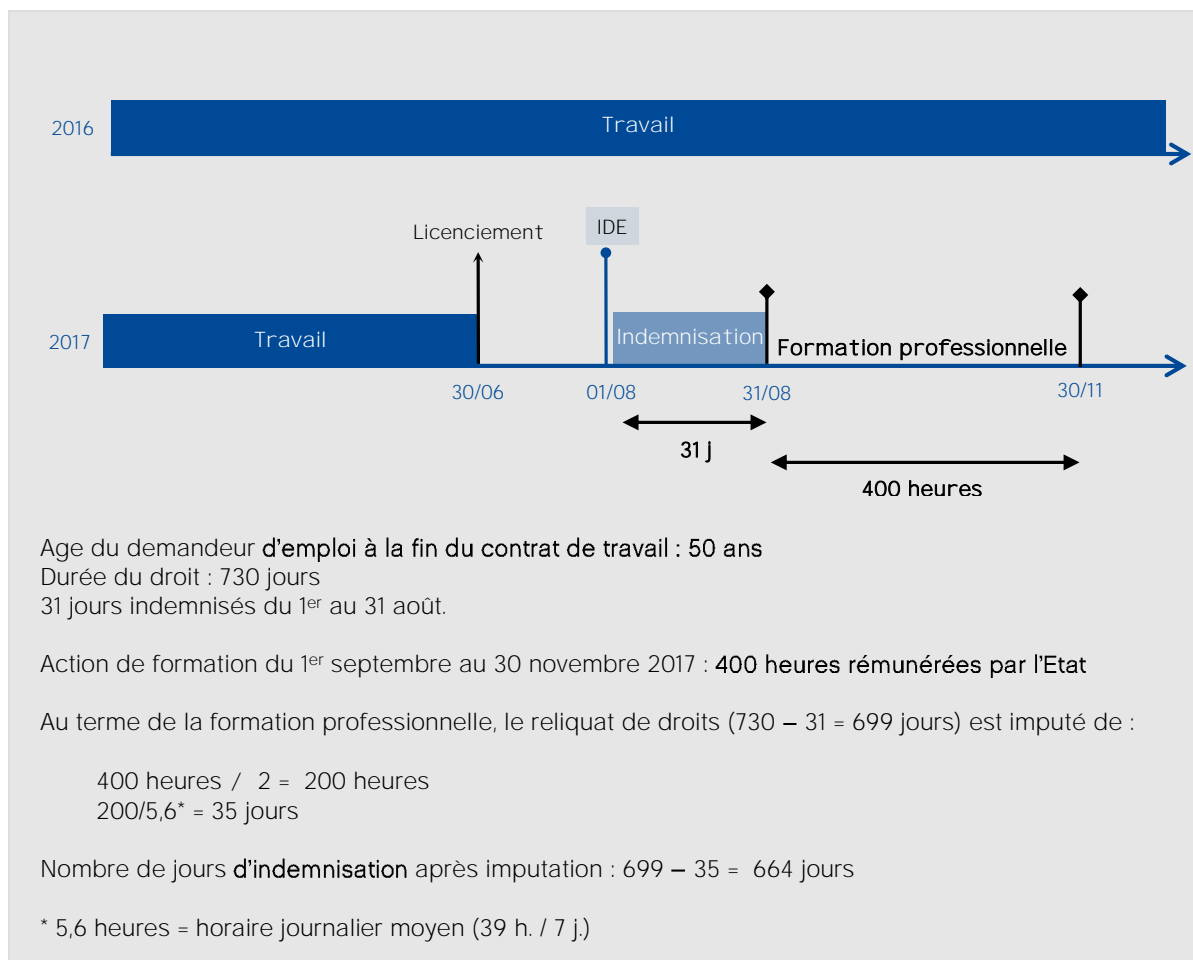 2016
Travail
Licenciement
IDE
2017
Travail
Indemnisation
Formation professionnelle
30/06
01/08
31/08
30/11
31 j
400 heures
Age du demandeur d'emploi à la fin du contrat de travail : 50 ans
Durée du droit : 730 jours
31 jours indemnisés du 1er au 31 août.
Action de formation du 1er septembre au 30 novembre 2017 : 400 heures rémunérées par l'Etat
Au terme de la formation professionnelle, le reliquat de droits (730 – 31 = 699 jours) est imputé de :
400 heures / 2 = 200 heures
200/5,6* = 35 jours
Nombre de jours d'indemnisation après imputation : 699 – 35 = 664 jours
* 5,6 heures = horaire journalier moyen (39 h. / 7 j.)